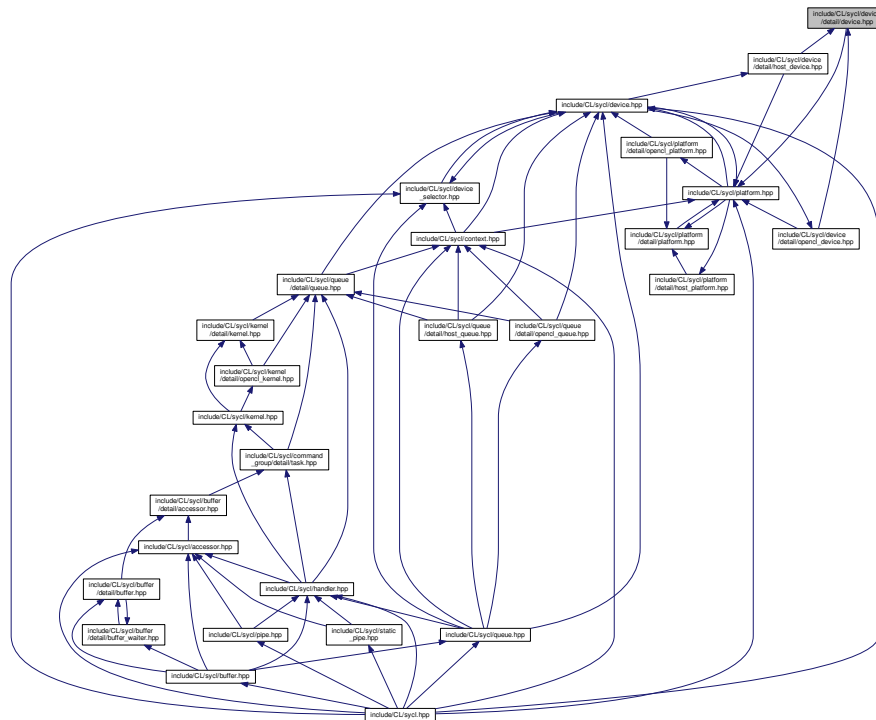 include/CL/sycl/device
/detail/device.hpp
include/CL/sycl/device
/detail/host_device.hpp
include/CL/sycl/device.hpp
include/CL/sycl/platform
/detail/opencl_platform.hpp
include/CL/sycl/device
_selector.hpp
include/CL/sycl/platform.hpp
include/CL/sycl/context.hpp
include/CL/sycl/platform
/detail/platform.hpp
include/CL/sycl/device
/detail/opencl_device.hpp
include/CL/sycl/queue
/detail/queue.hpp
include/CL/sycl/platform
/detail/host_platform.hpp
include/CL/sycl/kernel
/detail/kernel.hpp
include/CL/sycl/queue
/detail/host_queue.hpp
include/CL/sycl/queue
/detail/opencl_queue.hpp
include/CL/sycl/kernel
/detail/opencl_kernel.hpp
include/CL/sycl/kernel.hpp
include/CL/sycl/command
_group/detail/task.hpp
include/CL/sycl/buffer
/detail/accessor.hpp
include/CL/sycl/accessor.hpp
include/CL/sycl/buffer
/detail/buffer.hpp
include/CL/sycl/handler.hpp
include/CL/sycl/buffer
/detail/buffer_waiter.hpp
include/CL/sycl/pipe.hpp
include/CL/sycl/static
_pipe.hpp
include/CL/sycl/queue.hpp
include/CL/sycl/buffer.hpp
include/CL/sycl.hpp